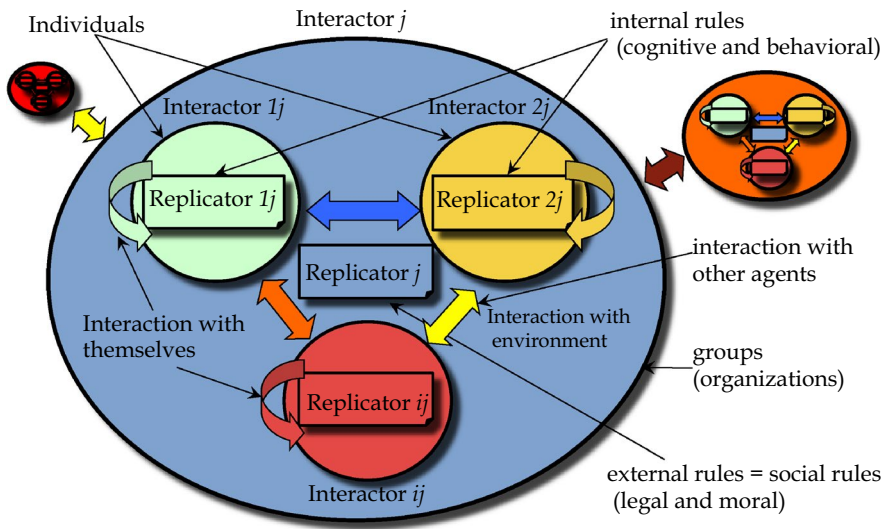 Individuals
Interactor j
internal rules
(cognitive and behavioral)
Interactor 1j
Interactor 2j
Replicator 1j
Replicator 2j
Replicator j
interaction with
other agents
Interaction with
themselves
Interaction with
environment
groups
(organizations)
Replicator ij
Interactor ij
external rules = social rules
(legal and moral)